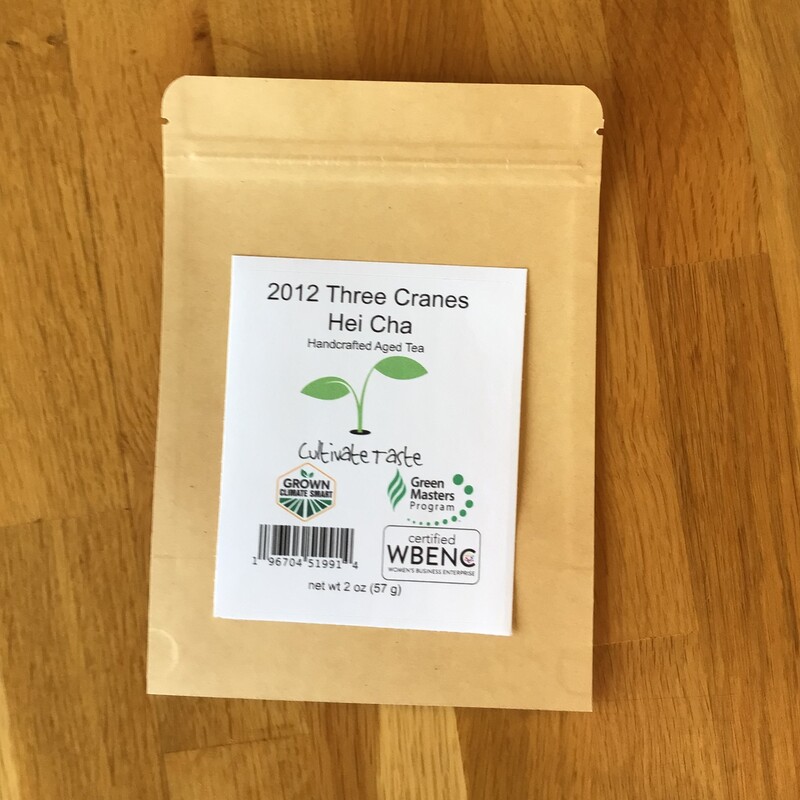 2012 Three Cranes
Hei Cha
Handcrafted Aged Tea
Cultivate Taste
GROWN
CLIMATE SMART
Green
Masters
Program
certified
WBENC
WOMEN'S BUSINESS ENTERPRISE
1 96704 51991 4
net wt 2 oz (57 g)